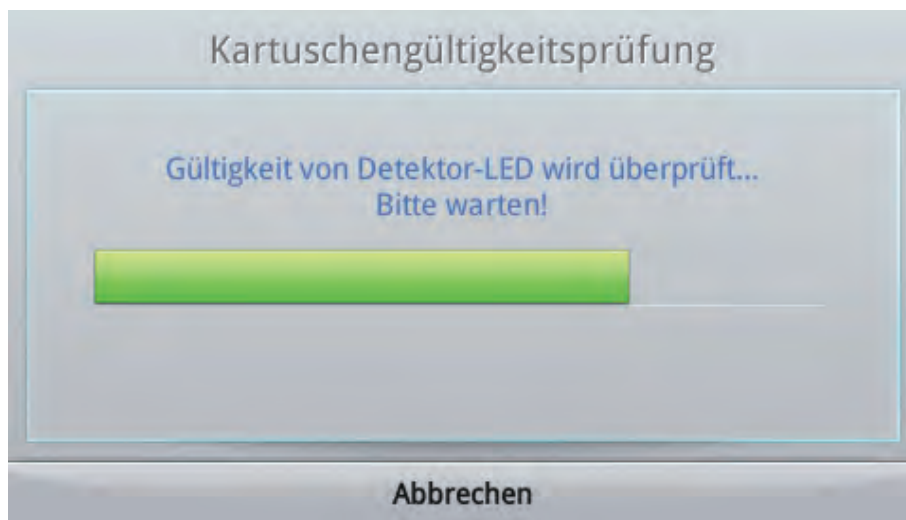 Kartuschengültigkeitsprüfung
Gültigkeit von Detektor-LED wird überprüft...
Bitte warten!
Abbrechen